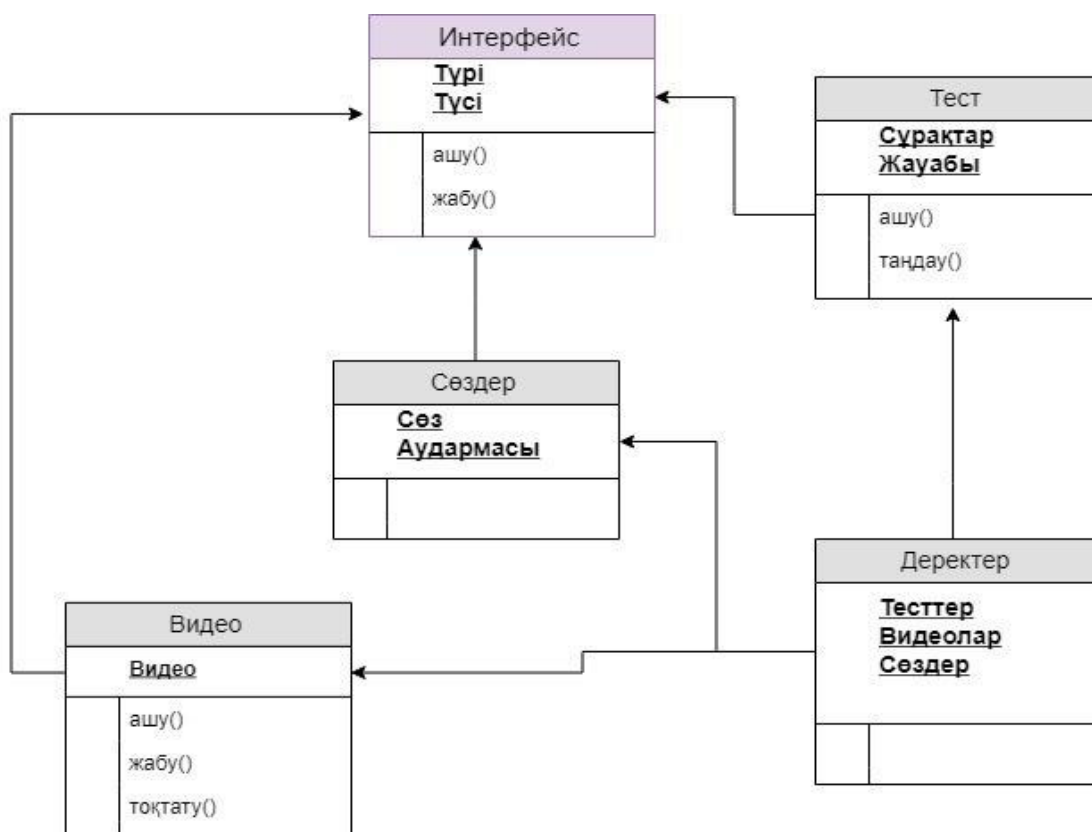 Интерфейс
Түрі
Түсі
ашу()
жабу()
Тест
Сұрақтар
Жауабы
ашу()
таңдау()
Сөздер
Сөз
Аудармасы
Деректер
Тесттер
Видеолар
Сөздер
Видео
Видео
ашу()
жабу()
тоқтату()